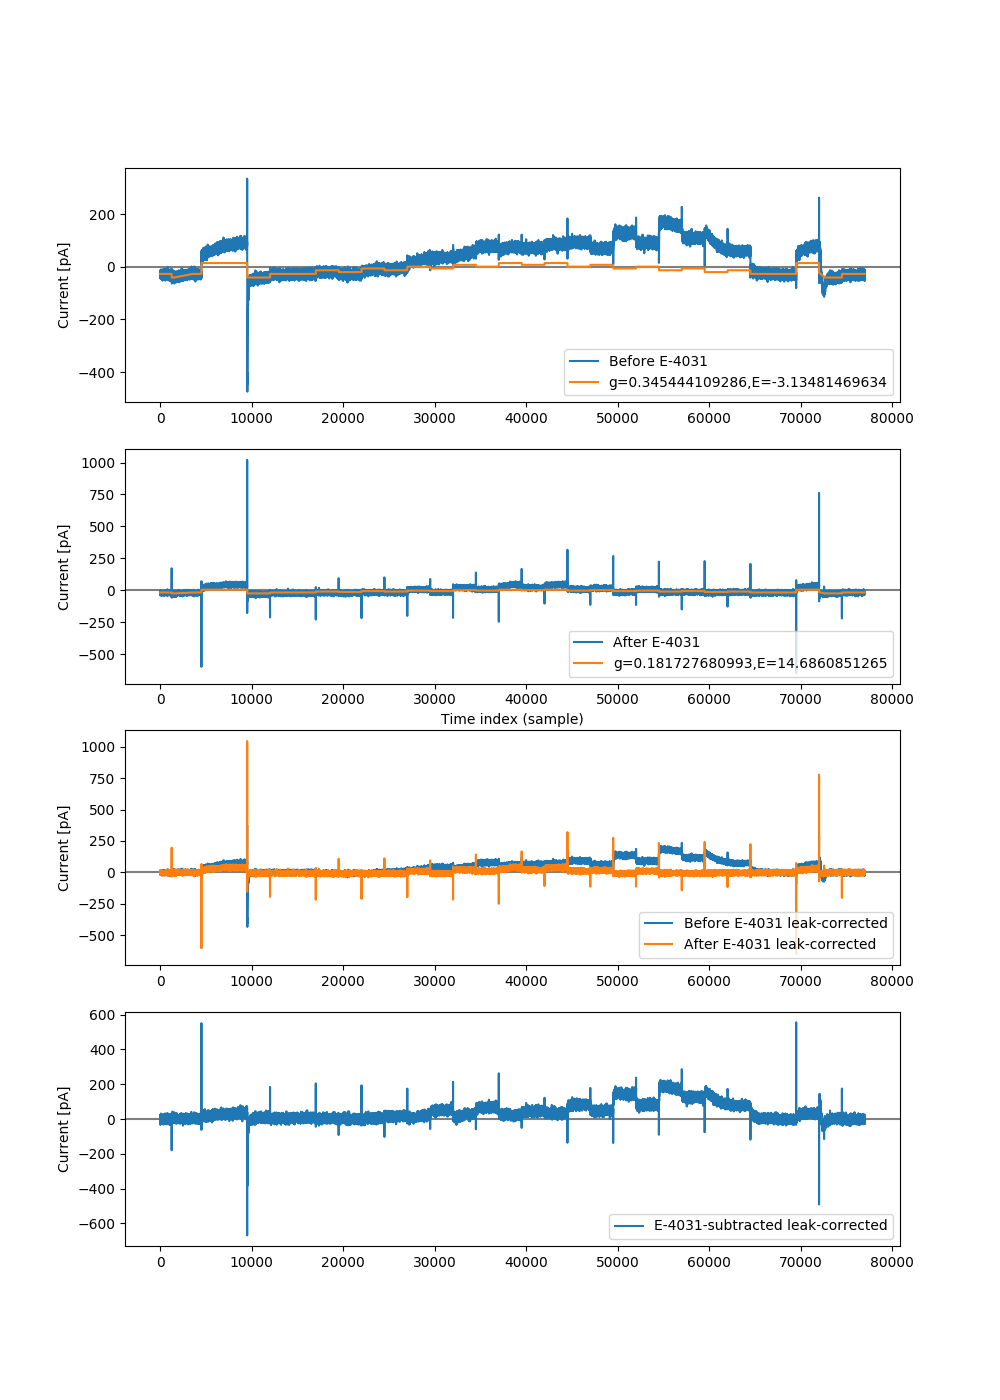 200
0
−200
−400
Current [pA]
Before E-4031
g=0.345444109286,E=-3.13481469634
0 10000 20000 30000 40000 50000 60000 70000 80000
1000
750
500
250
0
−250
−500
Current [pA]
After E-4031
g=0.181727680993,E=14.6860851265
0 10000 20000 30000 40000 50000 60000 70000 80000
Time index (sample)
1000
750
500
250
0
−250
−500
Current [pA]
Before E-4031 leak-corrected
After E-4031 leak-corrected
0 10000 20000 30000 40000 50000 60000 70000 80000
600
400
200
0
−200
−400
−600
Current [pA]
E-4031-subtracted leak-corrected
0 10000 20000 30000 40000 50000 60000 70000 80000